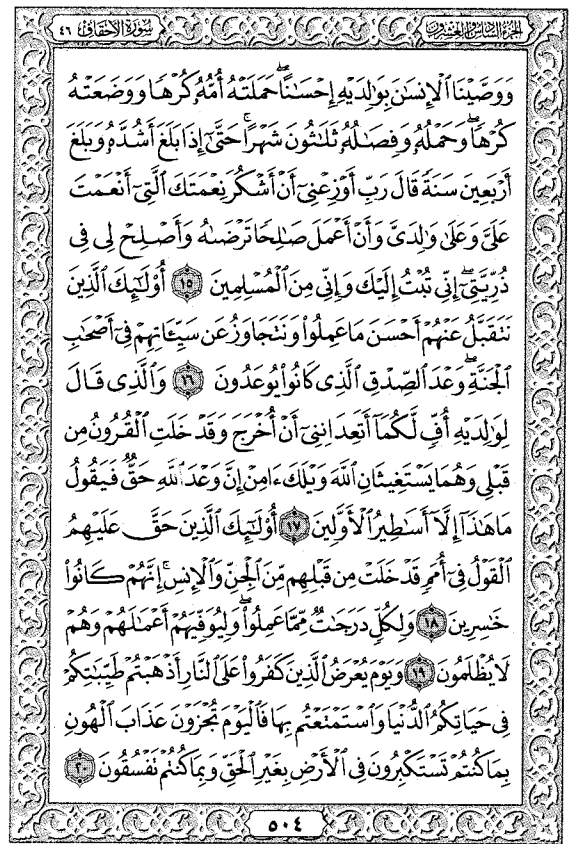 الجزء السادس والعشرون
سورة الأحقاف ٤٦
وَوَصَّيْنَا ٱلْإِنسَٰنَ بِوَٰلِدَيْهِ إِحْسَٰنًا ۖ حَمَلَتْهُ أُمُّهُۥ كُرْهًا وَوَضَعَتْهُ
كُرْهًا ۖ وَحَمْلُهُۥ وَفِصَٰلُهُۥ ثَلَٰثُونَ شَهْرًا ۚ حَتَّىٰٓ إِذَا بَلَغَ أَشُدَّهُۥ وَبَلَغَ
أَرْبَعِينَ سَنَةً قَالَ رَبِّ أَوْزِعْنِىٓ أَنْ أَشْكُرَ نِعْمَتَكَ ٱلَّتِىٓ أَنْعَمْتَ
عَلَىَّ وَعَلَىٰ وَٰلِدَىَّ وَأَنْ أَعْمَلَ صَٰلِحًا تَرْضَىٰهُ وَأَصْلِحْ لِى فِى
ذُرِّيَّتِىٓ ۖ إِنِّى تُبْتُ إِلَيْكَ وَإِنِّى مِنَ ٱلْمُسْلِمِينَ ١٥ أُو۟لَٰٓئِكَ ٱلَّذِينَ
نَتَقَبَّلُ عَنْهُمْ أَحْسَنَ مَا عَمِلُوا۟ وَنَتَجَاوَزُ عَن سَيِّـَٔاتِهِمْ فِىٓ أَصْحَٰبِ
ٱلْجَنَّةِ ۖ وَعْدَ ٱلصِّدْقِ ٱلَّذِى كَانُوا۟ يُوعَدُونَ ١٦ وَٱلَّذِى قَالَ
لِوَٰلِدَيْهِ أُفٍّ لَّكُمَآ أَتَعِدَانِنِىٓ أَنْ أُخْرَجَ وَقَدْ خَلَتِ ٱلْقُرُونُ مِن
قَبْلِى وَهُمَا يَسْتَغِيثَانِ ٱللَّهَ وَيْلَكَ ءَامِنْ إِنَّ وَعْدَ ٱللَّهِ حَقٌّ فَيَقُولُ
مَا هَٰذَآ إِلَّآ أَسَٰطِيرُ ٱلْأَوَّلِينَ ١٧ أُو۟لَٰٓئِكَ ٱلَّذِينَ حَقَّ عَلَيْهِمُ
ٱلْقَوْلُ فِىٓ أُمَمٍ قَدْ خَلَتْ مِن قَبْلِهِم مِّنَ ٱلْجِنِّ وَٱلْإِنسِ ۖ إِنَّهُمْ كَانُوا۟
خَٰسِرِينَ ١٨ وَلِكُلٍّ دَرَجَٰتٌ مِّمَّا عَمِلُوا۟ ۖ وَلِيُوَفِّيَهُمْ أَعْمَٰلَهُمْ وَهُمْ
لَا يُظْلَمُونَ ١٩ وَيَوْمَ يُعْرَضُ ٱلَّذِينَ كَفَرُوا۟ عَلَى ٱلنَّارِ أَذْهَبْتُمْ طَيِّبَٰتِكُمْ
فِى حَيَاتِكُمُ ٱلدُّنْيَا وَٱسْتَمْتَعْتُم بِهَا فَٱلْيَوْمَ تُجْزَوْنَ عَذَابَ ٱلْهُونِ
بِمَا كُنتُمْ تَسْتَكْبِرُونَ فِى ٱلْأَرْضِ بِغَيْرِ ٱلْحَقِّ وَبِمَا كُنتُمْ تَفْسُقُونَ ٢٠
٥٠٤